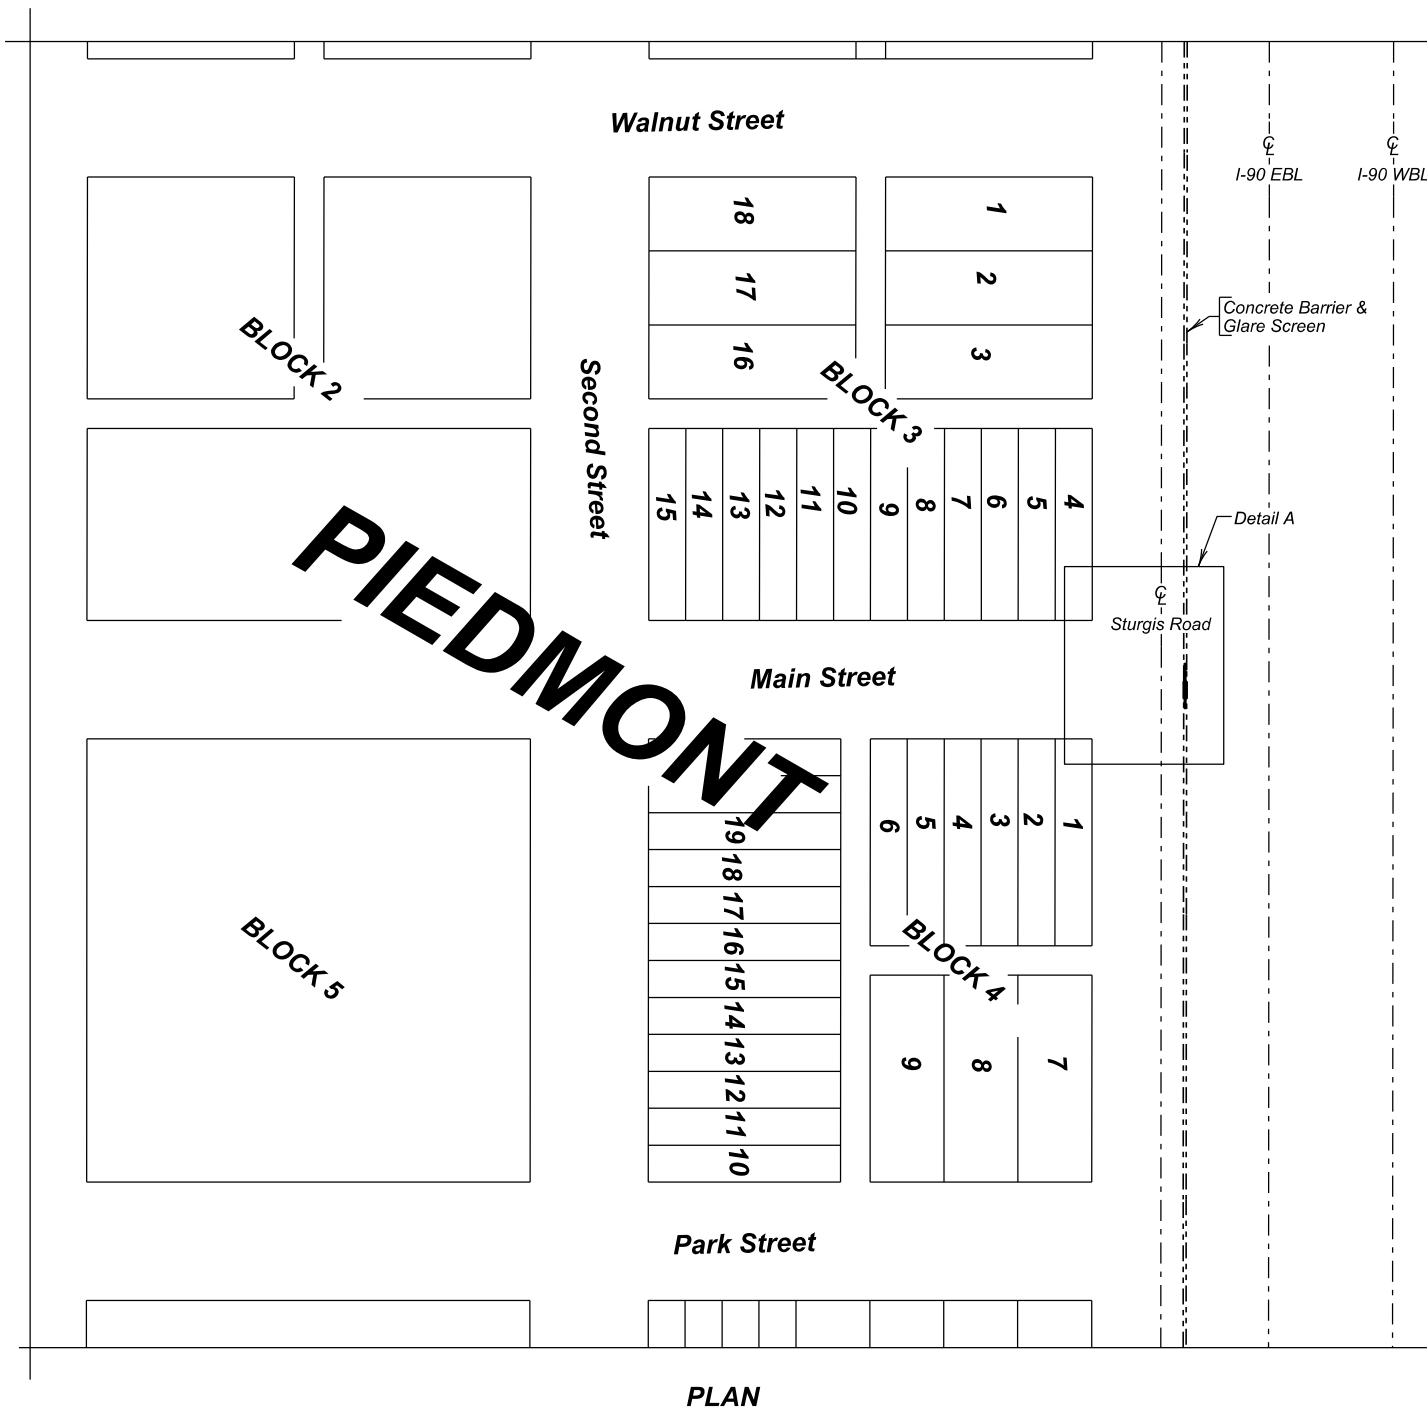 Walnut Street
℄
I-90 EBL
℄
I-90 WBL
18
1
17
2
16
3
Concrete Barrier &
Glare Screen
BLOCK 2
BLOCK 3
Second Street
15
14
13
12
11
10
9
8
7
6
5
4
Detail A
PIEDMONT
℄
Sturgis Road
Main Street
19
18
17
16
15
14
13
12
11
10
6
5
4
3
2
1
BLOCK 5
BLOCK 4
9
8
7
Park Street
PLAN